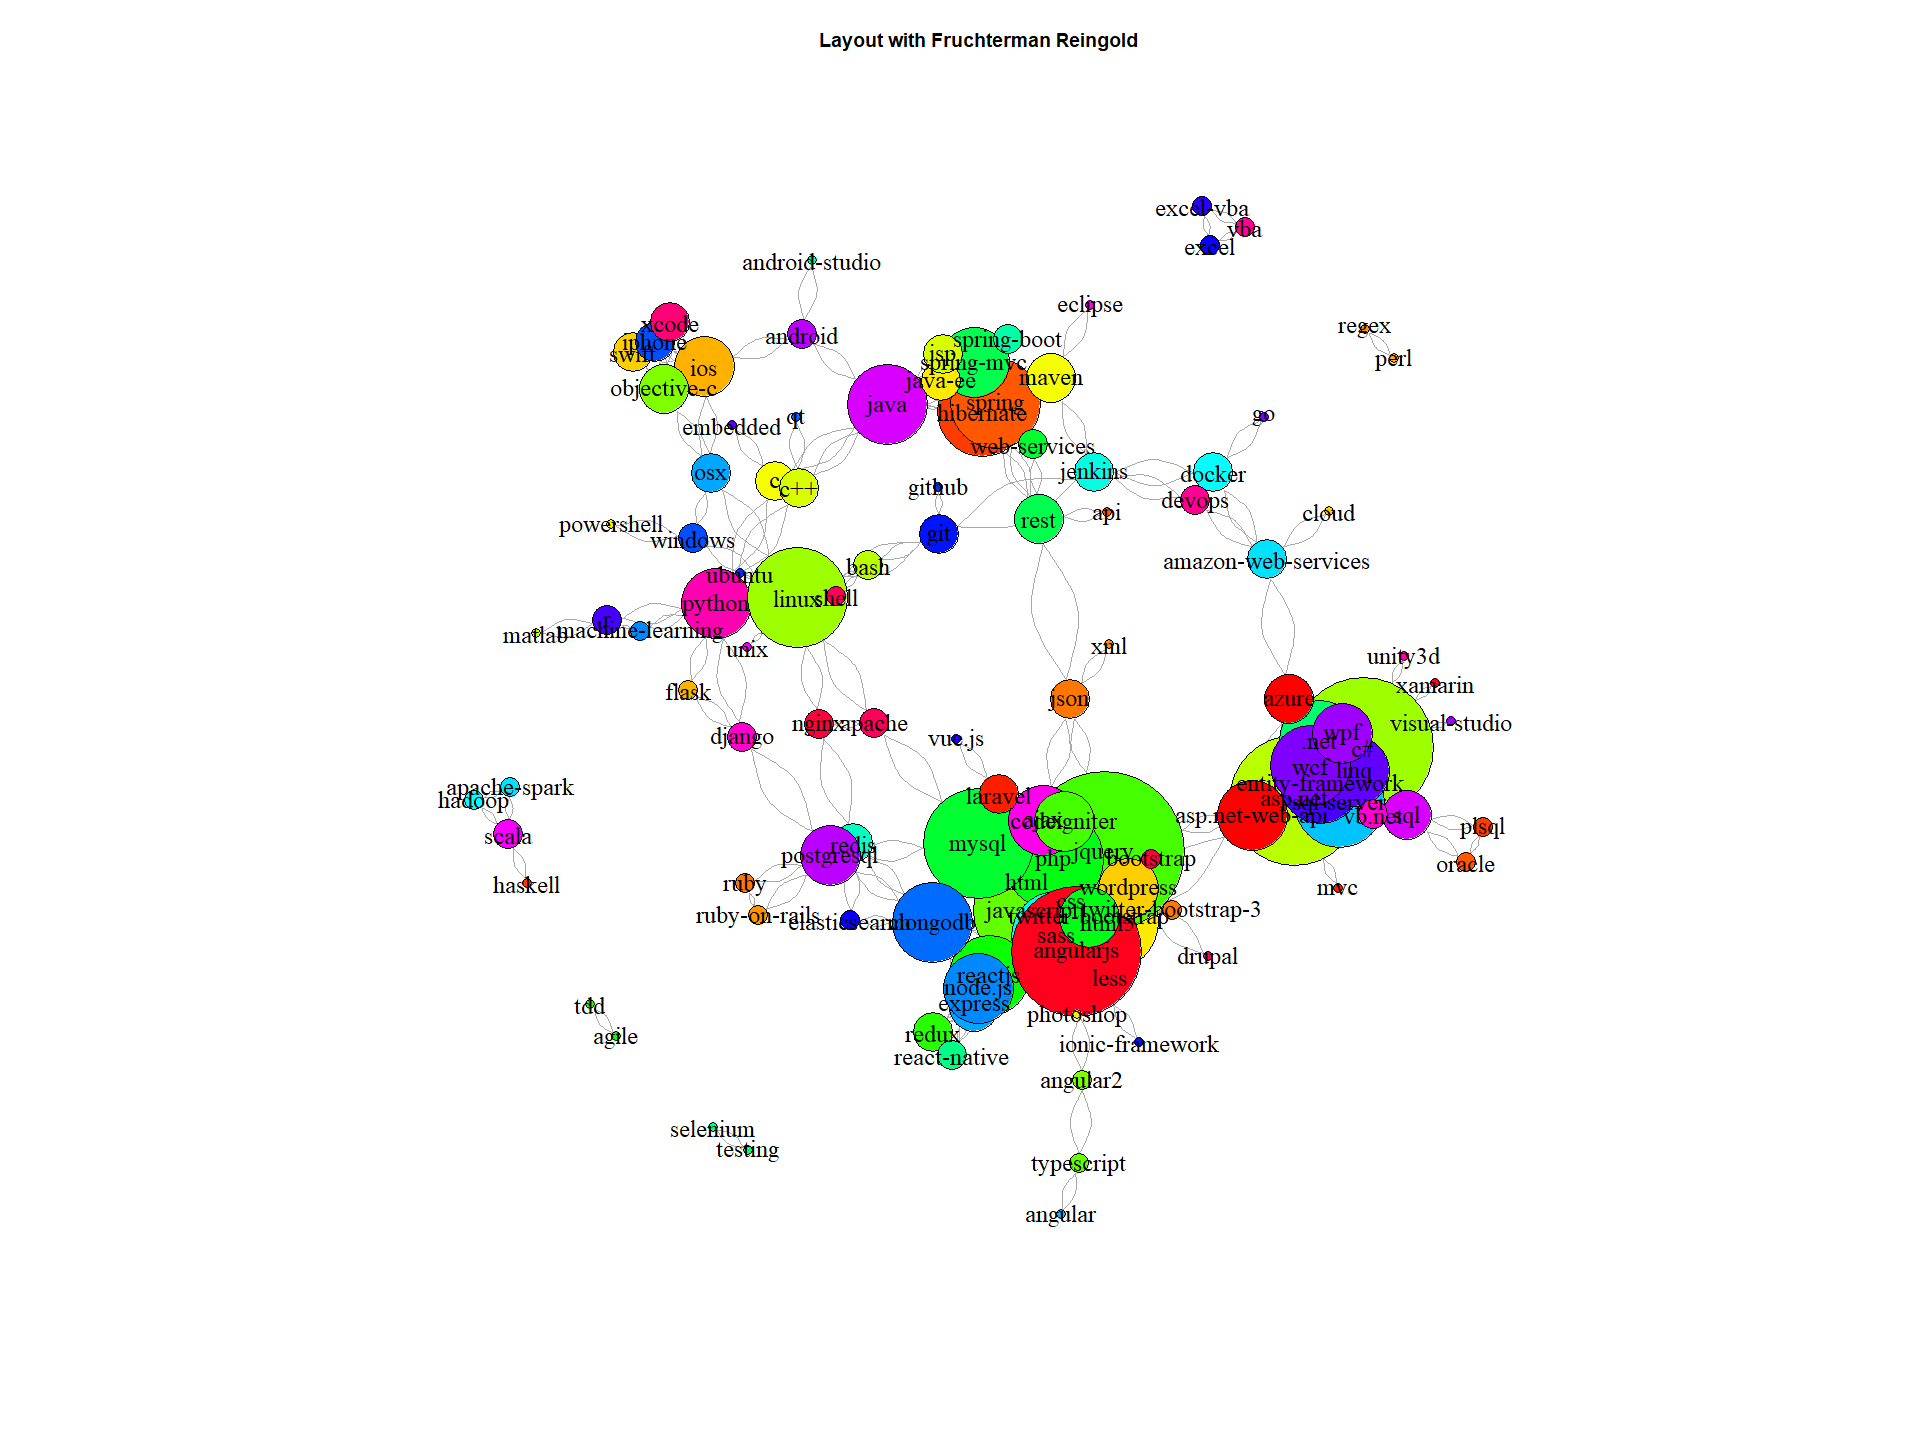 Layout with Fruchterman Reingold
excel-vba
vba
excel
android-studio
eclipse
xcode
iphone
swift
android
ios
objective-c
jsp
spring-boot
spring-mvc
java-ee
maven
java
spring
hibernate
regex
perl
embedded
qt
go
web-services
osx
c
c++
github
jenkins
docker
devops
powershell
windows
git
rest
api
cloud
bash
amazon-web-services
ubuntu
python
linux
shell
matlab
r
machine-learning
unix
xml
unity3d
xamarin
flask
json
azure
django
nginx
apache
vue.js
visual-studio
wpf
.net
c#
wcf
linq
entity-framework
apache-spark
hadoop
laravel
asp.net
sql-server
asp.net-web-api
vb.net
sql
plsql
scala
ajax
codeigniter
mysql
redis
postgresql
php
jquery
bootstrap
oracle
haskell
ruby
html
wordpress
mvc
ruby-on-rails
elasticsearch
mongodb
javascript
css
twitter-bootstrap-3
twitter-bootstrap
html5
sass
angularjs
drupal
reactjs
node.js
less
express
tdd
agile
redux
react-native
photoshop
ionic-framework
angular2
selenium
testing
typescript
angular